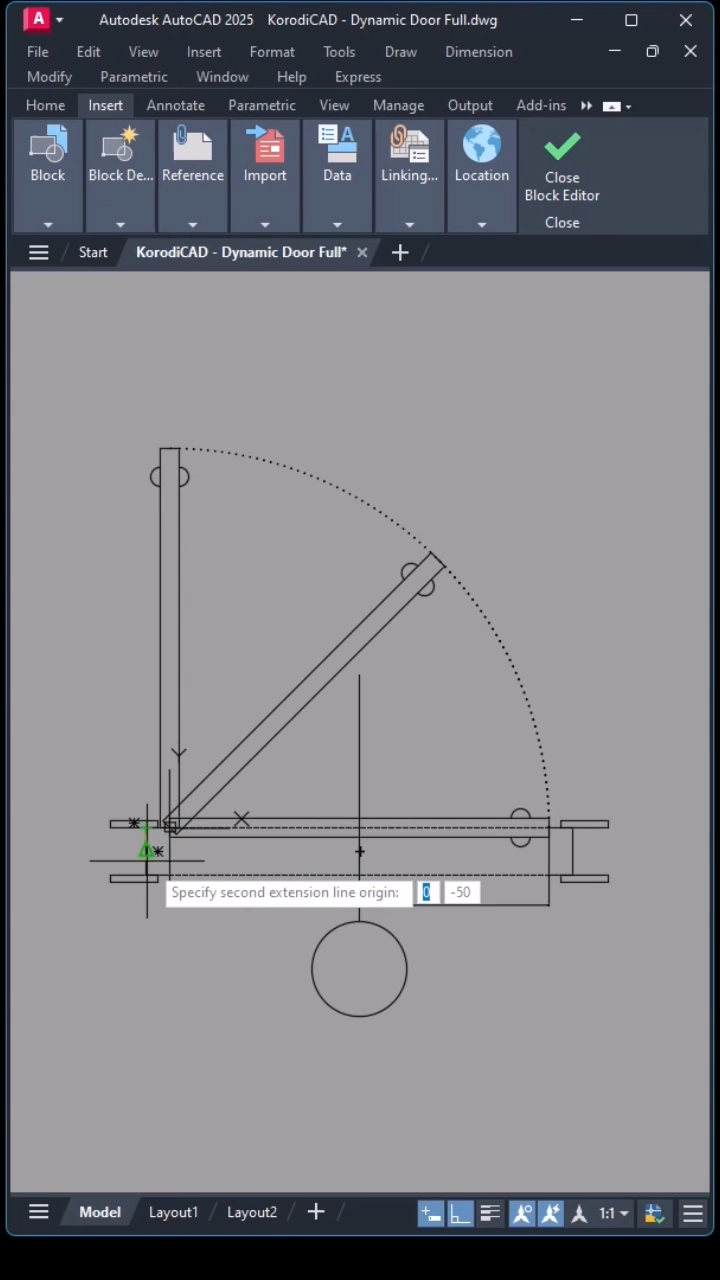 A Autodesk AutoCAD 2025 KorodiCAD - Dynamic Door Full.dwg
File Edit View Insert Format Tools Draw Dimension
Modify Parametric Window Help Express
Home Insert Annotate Parametric View Manage Output Add-ins
Block Block De... Reference Import Data Linking... Location Close
Block Editor
Close
Start KorodiCAD - Dynamic Door Full*
Specify second extension line origin: 0 -50
Model Layout1 Layout2 1:1